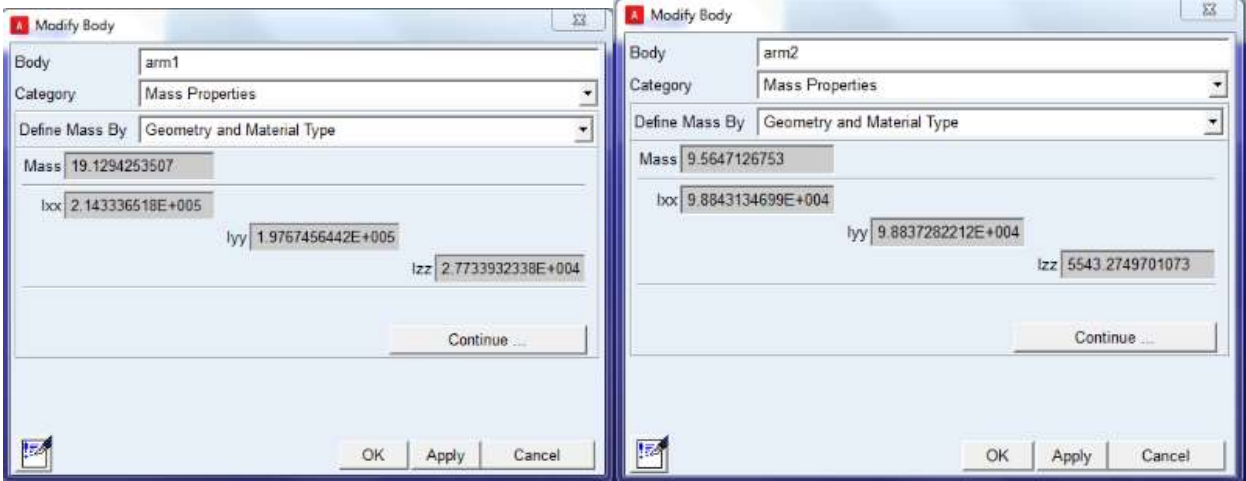 Modify Body
Body arm1
Category Mass Properties
Define Mass By Geometry and Material Type
Mass 19.1294253507
Ixx 2.143336518E+005
Iyy 1.9767456442E+005
Izz 2.7733932338E+004
Continue ...
OK Apply Cancel
Modify Body
Body arm2
Category Mass Properties
Define Mass By Geometry and Material Type
Mass 9.5647126753
Ixx 9.8843134699E+004
Iyy 9.8837282212E+004
Izz 5543.2749701073
Continue ...
OK Apply Cancel